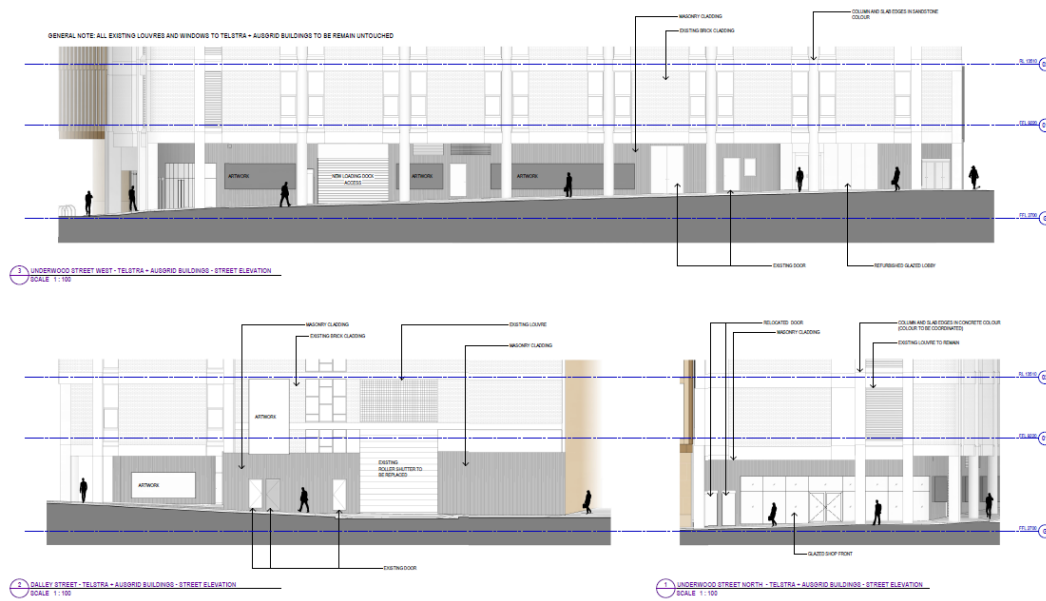 GENERAL NOTE: ALL EXISTING LOUVRES AND WINDOWS TO TELSTRA + AUSGRID BUILDINGS TO BE REMAIN UNTOUCHED
MASONRY CLADDING
EXISTING BRICK CLADDING
COLUMN AND SLAB EDGES IN SANDSTONE
COLOUR
ARTWORK
NEW LOADING DOCK
ACCESS
ARTWORK
ARTWORK
EXISTING DOOR
REFURBISHED GLAZED LOBBY
3 UNDERWOOD STREET WEST - TELSTRA + AUSGRID BUILDINGS - STREET ELEVATION
SCALE 1 : 100
MASONRY CLADDING
EXISTING BRICK CLADDING
EXISTING LOUVRE
MASONRY CLADDING
ARTWORK
ARTWORK
EXISTING
ROLLER SHUTTER TO
BE REPLACED
EXISTING DOOR
2 DALLEY STREET - TELSTRA + AUSGRID BUILDINGS - STREET ELEVATION
SCALE 1 : 100
RELOCATED DOOR
MASONRY CLADDING
COLUMN AND SLAB EDGES IN CONCRETE COLOUR
(COLOUR TO BE COORDINATED)
EXISTING LOUVRE TO REMAIN
GLAZED SHOP FRONT
1 UNDERWOOD STREET NORTH - TELSTRA + AUSGRID BUILDINGS - STREET ELEVATION
SCALE 1 : 100